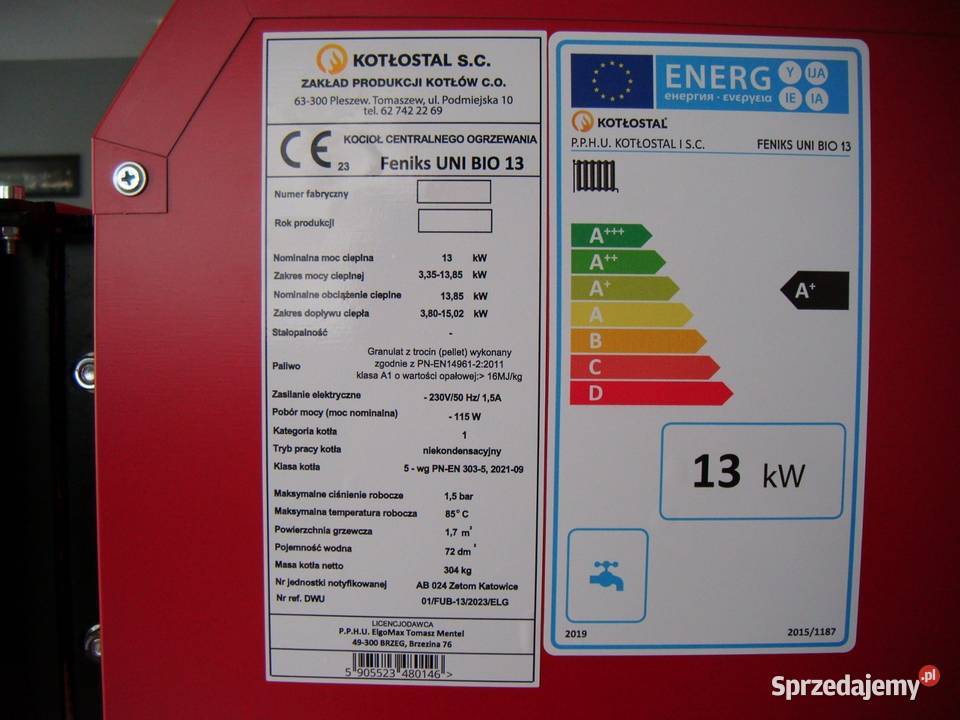 KOTŁOSTAL S.C.
ZAKŁAD PRODUKCJI KOTŁÓW C.O.
63-300 Pleszew. Tomaszew, ul. Podmiejska 10
tel. 62 742 22 69
CE 23
KOCIOŁ CENTRALNEGO OGRZEWANIA
Feniks UNI BIO 13
Numer fabryczny
Rok produkcji
Nominalna moc cieplna 13 kW
Zakres mocy cieplnej 3,35-13,85 kW
Nominalne obciążenie cieplne 13,85 kW
Zakres dopływu ciepła 3,80-15,02 kW
Stałopalność -
Paliwo
Granulat z trocin (pellet) wykonany
zgodnie z PN-EN14961-2:2011
klasa A1 o wartości opałowej;> 16MJ/kg
Zasilanie elektryczne - 230V/50 Hz/ 1,5A
Pobór mocy (moc nominalna) - 115 W
Kategoria kotła 1
Tryb pracy kotła niekondensacyjny
Klasa kotła 5 - wg PN-EN 303-5, 2021-09
Maksymalne ciśnienie robocze 1,5 bar
Maksymalna temperatura robocza 85° C
Powierzchnia grzewcza 1,7 m²
Pojemność wodna 72 dm³
Masa kotła netto 304 kg
Nr jednostki notyfikowanej AB 024 Zetom Katowice
Nr ref. DWU 01/FUB-13/2023/ELG
LICENCJODAWCA
P.P.H.U. ElgoMax Tomasz Mentel
49-300 BRZEG, Brzezina 76
5 905523 480146 >
ENERG Y UA
енергия · ενεργεια IE IA
KOTŁOSTAL
P.P.H.U. KOTŁOSTAL I S.C. FENIKS UNI BIO 13
A+++
A++
A+
A
B
C
D
A+
13 kW
2019 2015/1187
Sprzedajemy.pl